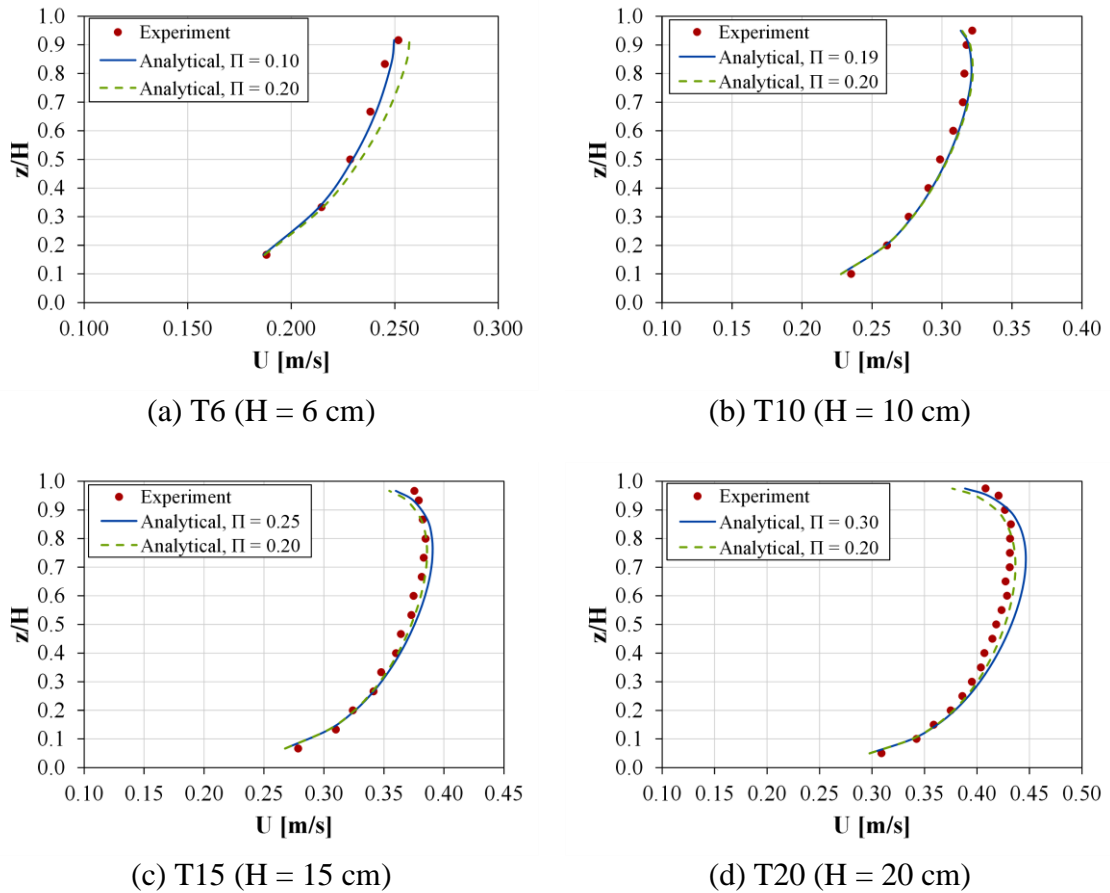 Experiment
Analytical, Π = 0.10
Analytical, Π = 0.20
1.0
0.9
0.8
0.7
0.6
0.5
0.4
0.3
0.2
0.1
0.0
z/H
0.100 0.150 0.200 0.250 0.300
U [m/s]
(a) T6 (H = 6 cm)
Experiment
Analytical, Π = 0.19
Analytical, Π = 0.20
1.0
0.9
0.8
0.7
0.6
0.5
0.4
0.3
0.2
0.1
0.0
z/H
0.10 0.20 0.30 0.40
U [m/s]
(b) T10 (H = 10 cm)
Experiment
Analytical, Π = 0.25
Analytical, Π = 0.20
1.0
0.9
0.8
0.7
0.6
0.5
0.4
0.3
0.2
0.1
0.0
z/H
0.10 0.15 0.20 0.25 0.30 0.35 0.40 0.45
U [m/s]
(c) T15 (H = 15 cm)
Experiment
Analytical, Π = 0.30
Analytical, Π = 0.20
1.0
0.9
0.8
0.7
0.6
0.5
0.4
0.3
0.2
0.1
0.0
z/H
0.10 0.15 0.20 0.25 0.30 0.35 0.40 0.45 0.50
U [m/s]
(d) T20 (H = 20 cm)